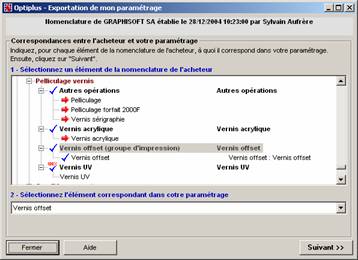 Optiplus - Exportation de mon paramétrage
Nomenclature de GRAPHISOFT SA établie le 28/12/2004 10:23:00 par Sylvain Aufrère
Correspondances entre l'acheteur et votre paramétrage
Indiquez, pour chaque élément de la nomenclature de l'acheteur, à quoi il correspond dans votre paramétrage.
Ensuite, cliquez sur "Suivant".
1 - Sélectionnez un élément de la nomenclature de l'acheteur
Pelliculage vernis
Autres opérations Autres opérations
Pelliculage
Pelliculage forfait 2000F
Vernis sérigraphie
Vernis acrylique Vernis acrylique
Vernis acrylique
Vernis offset (groupe d'impression) Vernis offset
Vernis offset Vernis offset : Vernis offset
Vernis UV Vernis UV
Vernis UV
2 - Sélectionnez l'élément correspondant dans votre paramétrage
Vernis offset
Fermer Aide Suivant >>